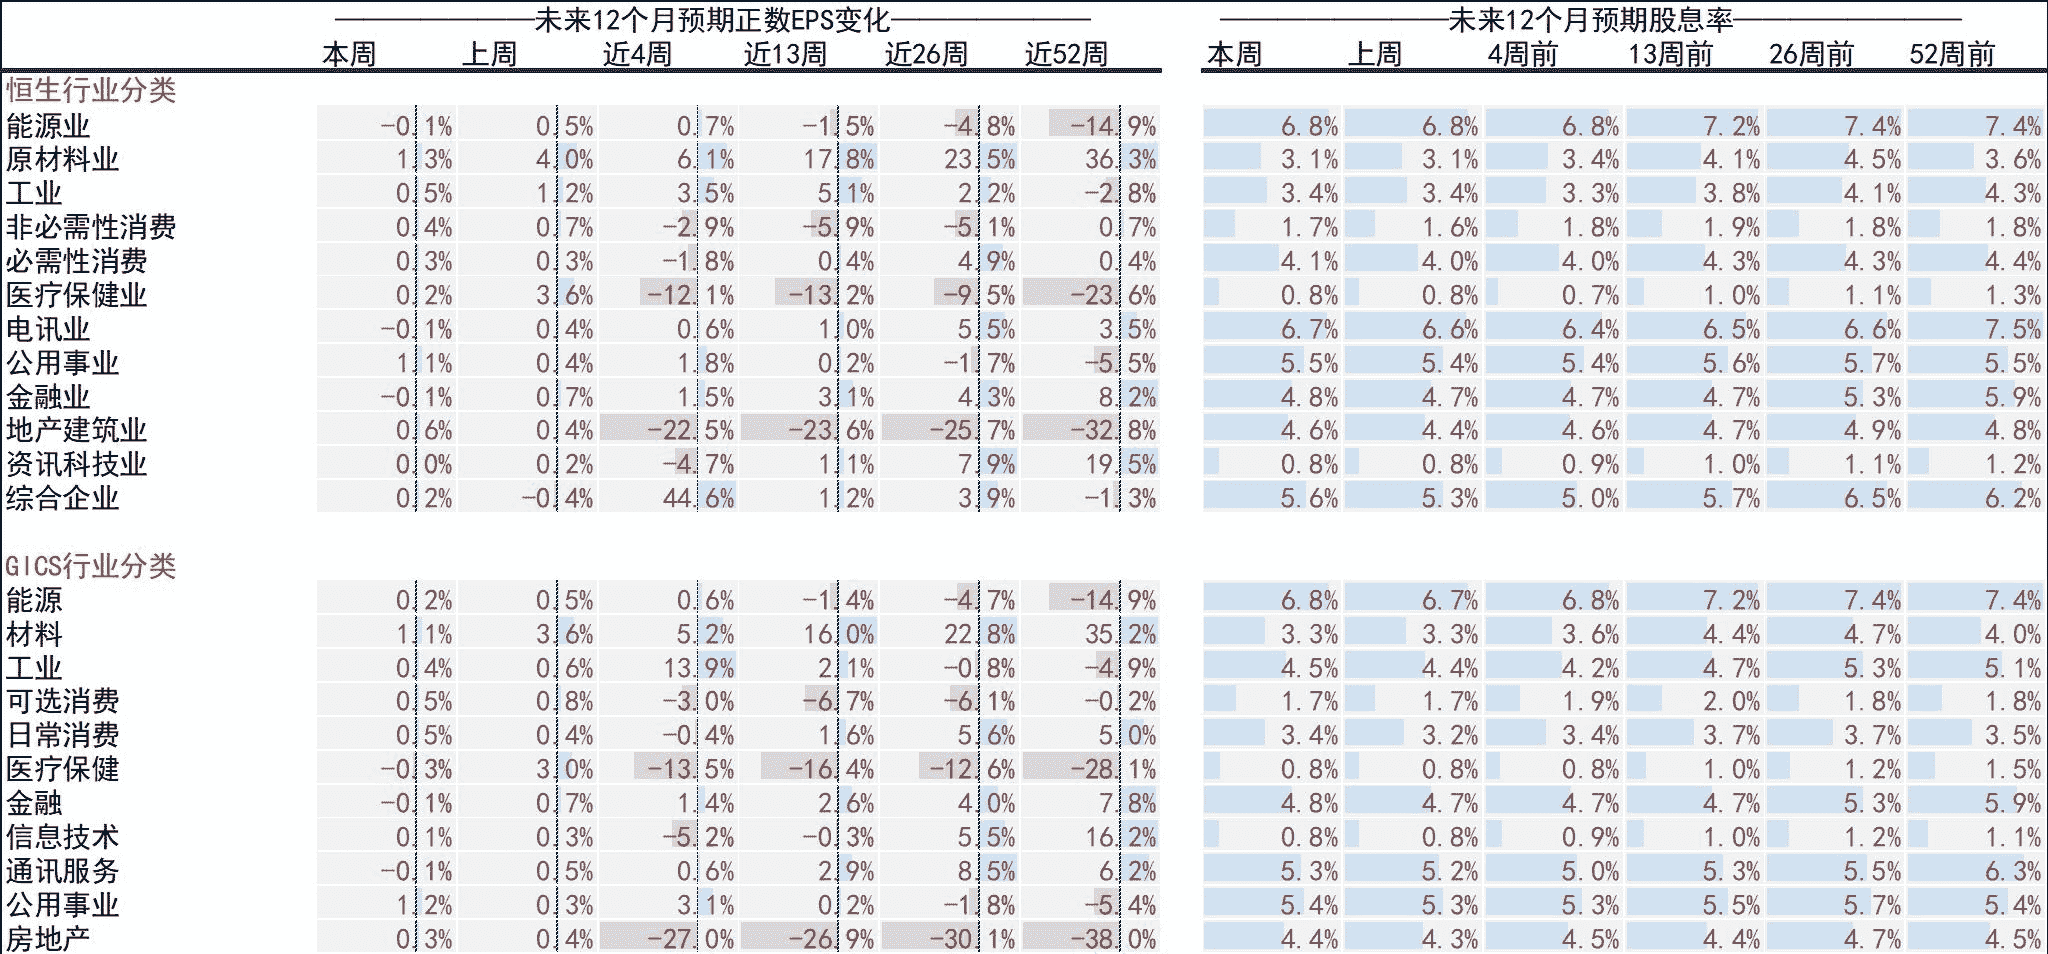 未来12个月预期正数EPS变化 未来12个月预期股息率
本周 上周 近4周 近13周 近26周 近52周 本周 上周 4周前 13周前 26周前 52周前
恒生行业分类
能源业 -0.1% 0.5% 0.7% -1.5% -4.8% -14.9% 6.8% 6.8% 6.8% 7.2% 7.4% 7.4%
原材料业 1.3% 4.0% 6.1% 17.8% 23.5% 36.3% 3.1% 3.1% 3.4% 4.1% 4.5% 3.6%
工业 0.5% 1.2% 3.5% 5.1% 2.2% -2.8% 3.4% 3.4% 3.3% 3.8% 4.1% 4.3%
非必需性消费 0.4% 0.7% -2.9% -5.9% -5.1% 0.7% 1.7% 1.6% 1.8% 1.9% 1.8% 1.8%
必需性消费 0.3% 0.3% -1.8% 0.4% 4.9% 0.4% 4.1% 4.0% 4.0% 4.3% 4.3% 4.4%
医疗保健业 0.2% 3.6% -12.1% -13.2% -9.5% -23.6% 0.8% 0.8% 0.7% 1.0% 1.1% 1.3%
电讯业 -0.1% 0.4% 0.6% 1.0% 5.5% 3.5% 6.7% 6.6% 6.4% 6.5% 6.6% 7.5%
公用事业 1.1% 0.4% 1.8% 0.2% -1.7% -5.5% 5.5% 5.4% 5.4% 5.6% 5.7% 5.5%
金融业 -0.1% 0.7% 1.5% 3.1% 4.3% 8.2% 4.8% 4.7% 4.7% 4.7% 5.3% 5.9%
地产建筑业 0.6% 0.4% -22.5% -23.6% -25.7% -32.8% 4.6% 4.4% 4.6% 4.7% 4.9% 4.8%
资讯科技业 0.0% 0.2% -4.7% 1.1% 7.9% 19.5% 0.8% 0.8% 0.9% 1.0% 1.1% 1.2%
综合企业 0.2% -0.4% 44.6% 1.2% 3.9% -1.3% 5.6% 5.3% 5.0% 5.7% 6.5% 6.2%
GICS行业分类
能源 0.2% 0.5% 0.6% -1.4% -4.7% -14.9% 6.8% 6.7% 6.8% 7.2% 7.4% 7.4%
材料 1.1% 3.6% 5.2% 16.0% 22.8% 35.2% 3.3% 3.3% 3.6% 4.4% 4.7% 4.0%
工业 0.4% 0.6% 13.9% 2.1% -0.8% -4.9% 4.5% 4.4% 4.2% 4.7% 5.3% 5.1%
可选消费 0.5% 0.8% -3.0% -6.7% -6.1% -0.2% 1.7% 1.7% 1.9% 2.0% 1.8% 1.8%
日常消费 0.5% 0.4% -0.4% 1.6% 5.6% 5.0% 3.4% 3.2% 3.4% 3.7% 3.7% 3.5%
医疗保健 -0.3% 3.0% -13.5% -16.4% -12.6% -28.1% 0.8% 0.8% 0.8% 1.0% 1.2% 1.5%
金融 -0.1% 0.7% 1.4% 2.6% 4.0% 7.8% 4.8% 4.7% 4.7% 4.7% 5.3% 5.9%
信息技术 0.1% 0.3% -5.2% -0.3% 5.5% 16.2% 0.8% 0.8% 0.9% 1.0% 1.2% 1.1%
通讯服务 -0.1% 0.5% 0.6% 2.9% 8.5% 6.2% 5.3% 5.2% 5.0% 5.3% 5.5% 6.3%
公用事业 1.2% 0.3% 3.1% 0.2% -1.8% -5.4% 5.4% 5.3% 5.3% 5.5% 5.7% 5.4%
房地产 0.3% 0.4% -27.0% -26.9% -30.1% -38.0% 4.4% 4.3% 4.5% 4.4% 4.7% 4.5%